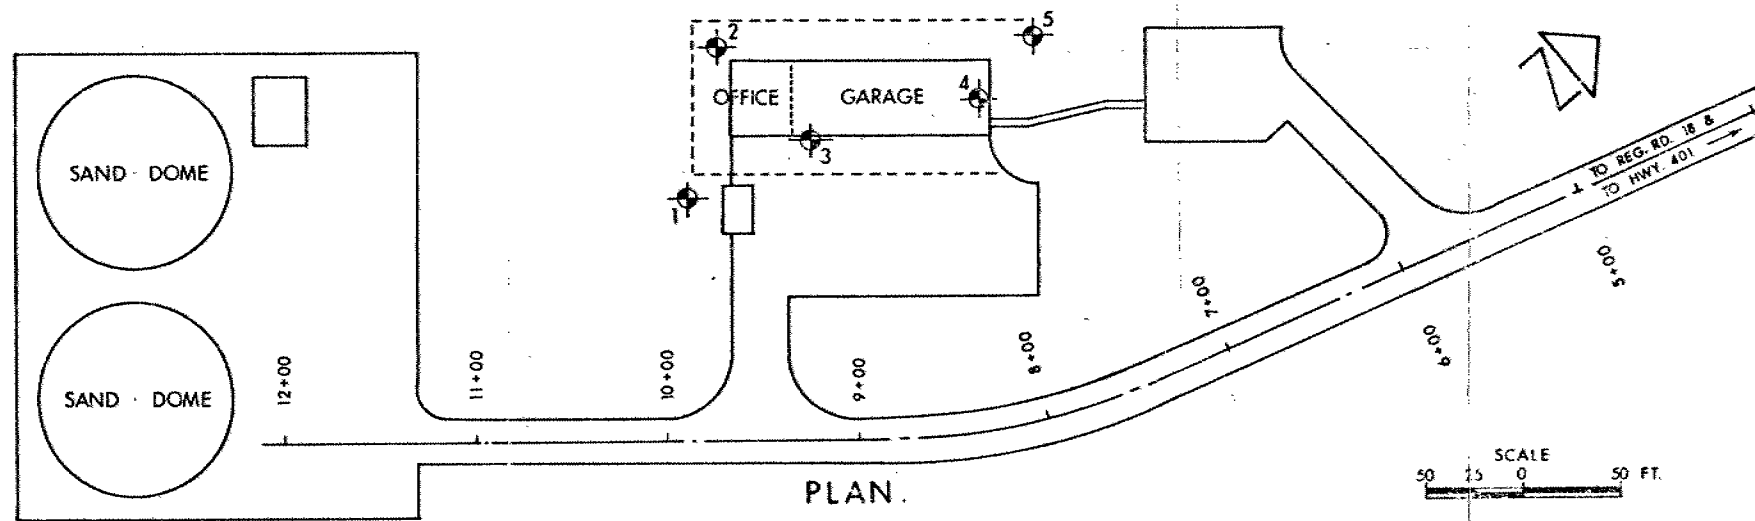 2
5
OFFICE
GARAGE
4
3
1
SAND DOME
SAND DOME
TO REG. RD. 18 &
TO HWY. 401
12+00
11+00
10+00
9+00
8+00
7+00
6+00
5+00
SCALE
50 25 0 50 FT.
PLAN.